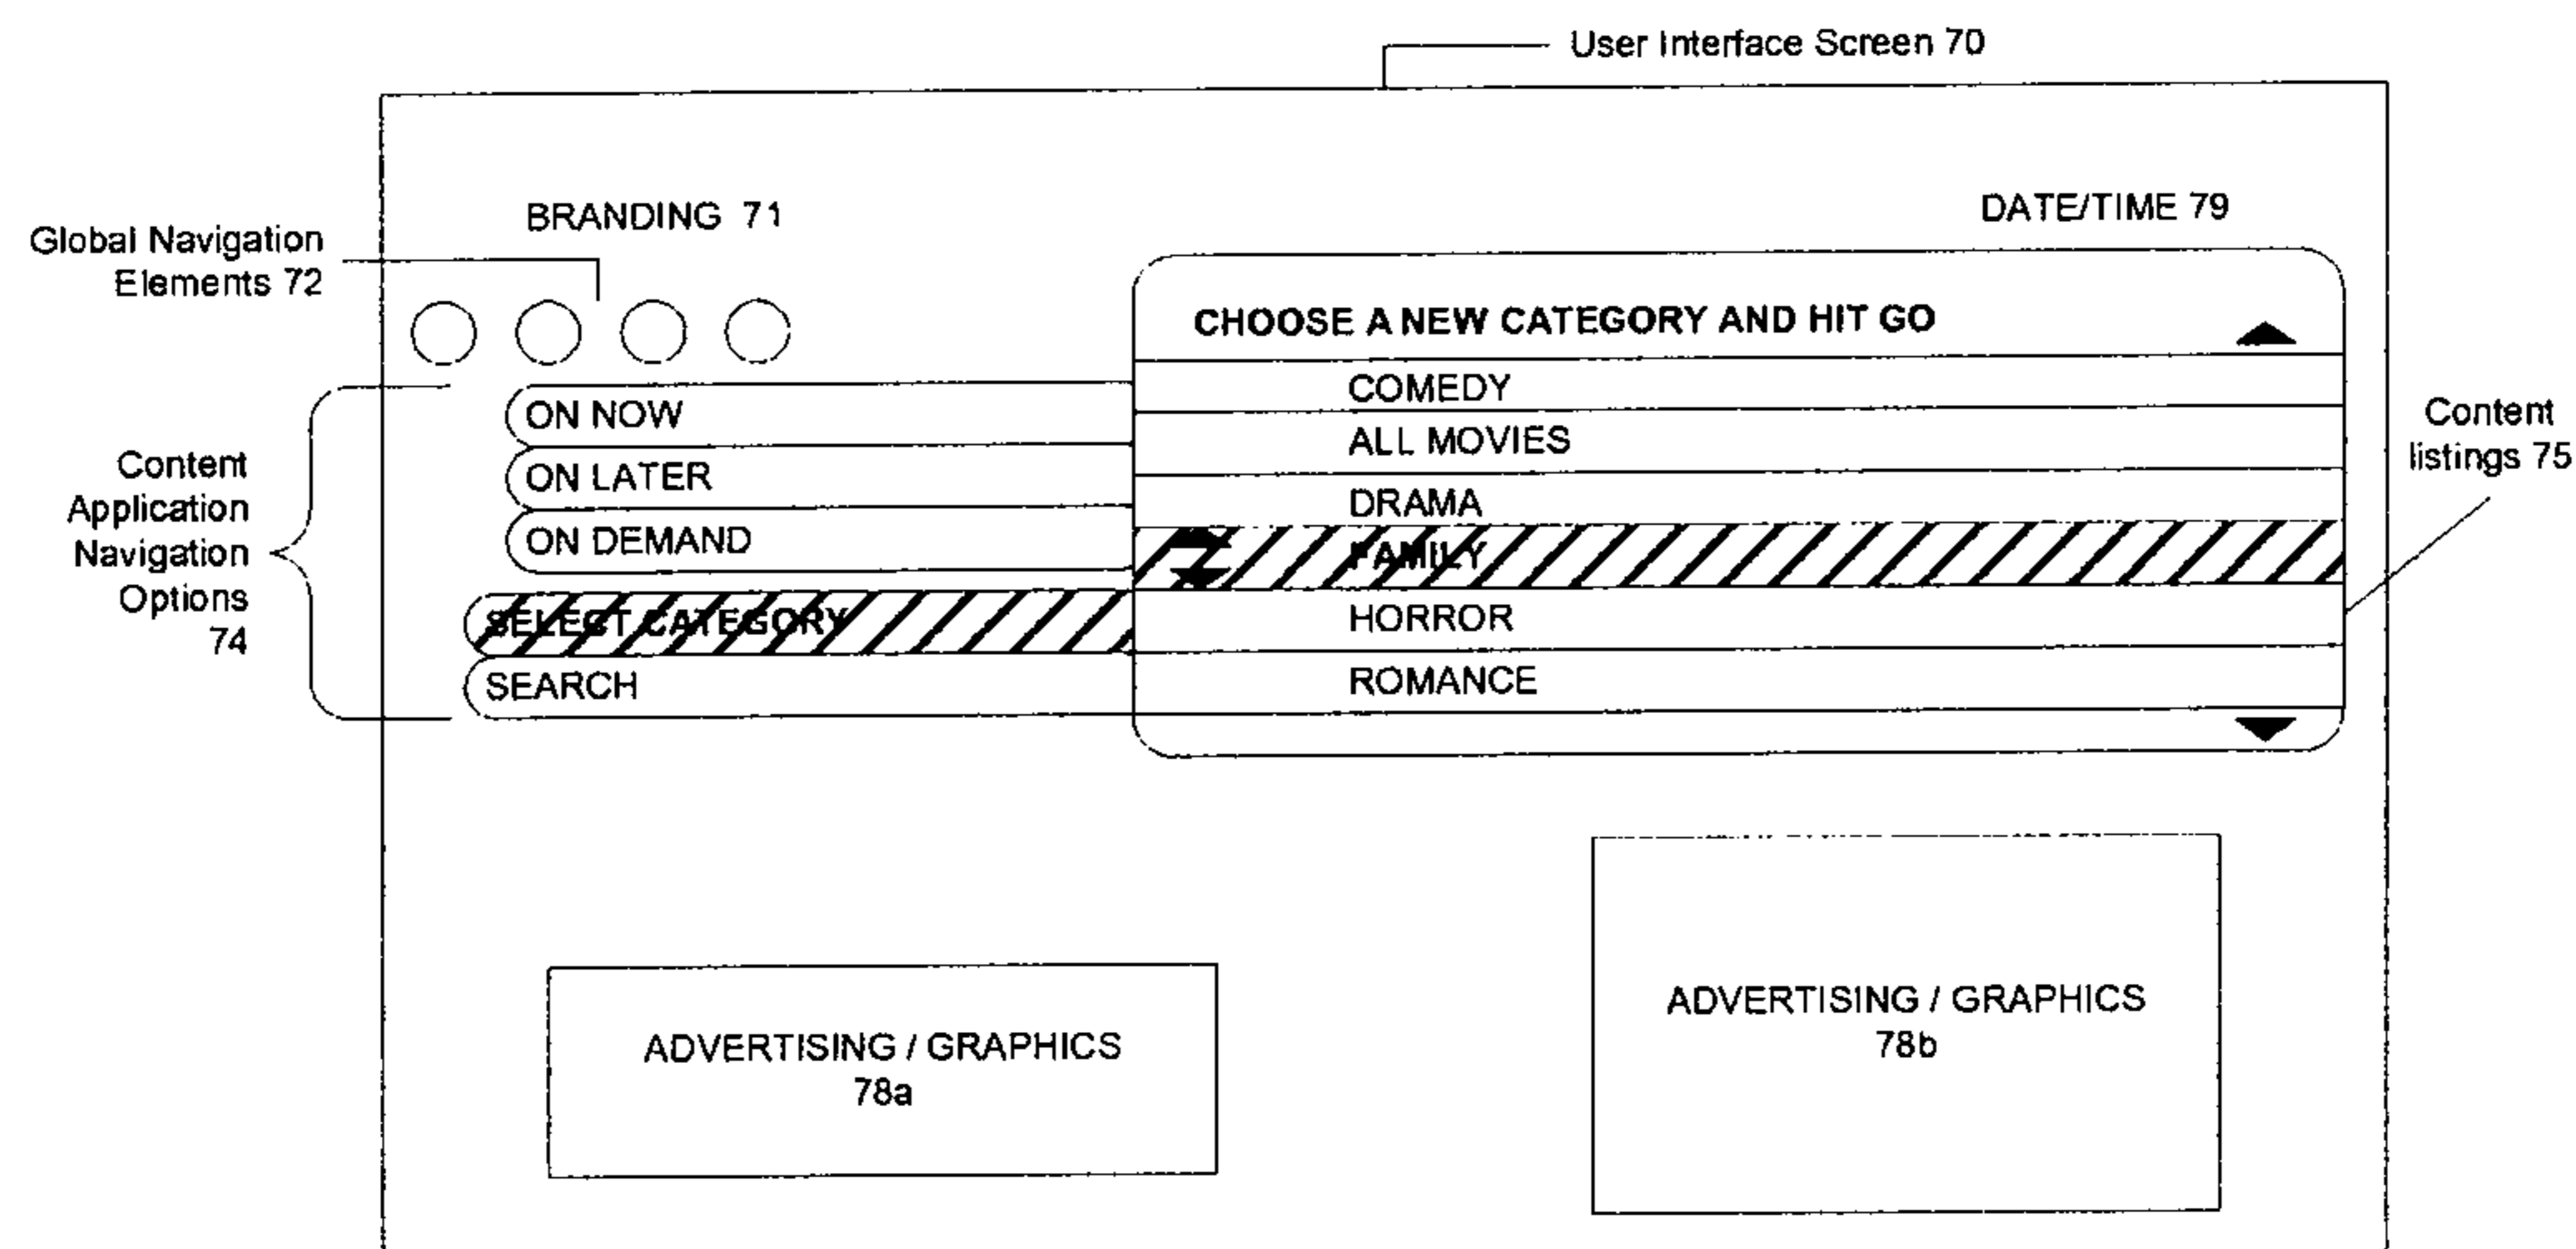 User Interface Screen 70
BRANDING 71
DATE/TIME 79
Global Navigation
Elements 72
CHOOSE A NEW CATEGORY AND HIT GO
Content
Application
Navigation
Options
74
ON NOW
ON LATER
ON DEMAND
SELECT CATEGORY
SEARCH
COMEDY
ALL MOVIES
DRAMA
FAMILY
HORROR
ROMANCE
Content
listings 75
ADVERTISING / GRAPHICS
78a
ADVERTISING / GRAPHICS
78b